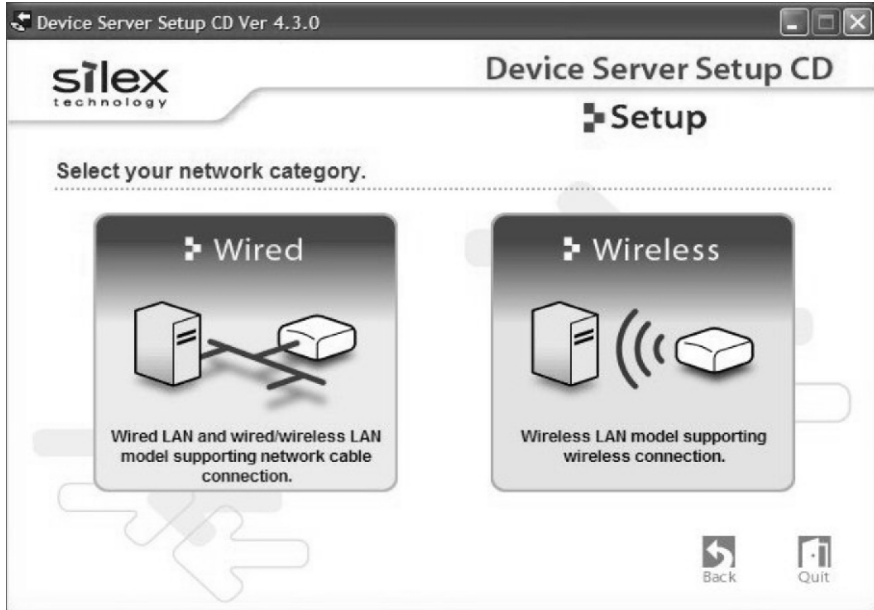 Device Server Setup CD Ver 4.3.0
silex
technology
Device Server Setup CD
Setup
Select your network category.
Wired
Wireless
Wired LAN and wired/wireless LAN
model supporting network cable
connection.
Wireless LAN model supporting
wireless connection.
Back
Quit